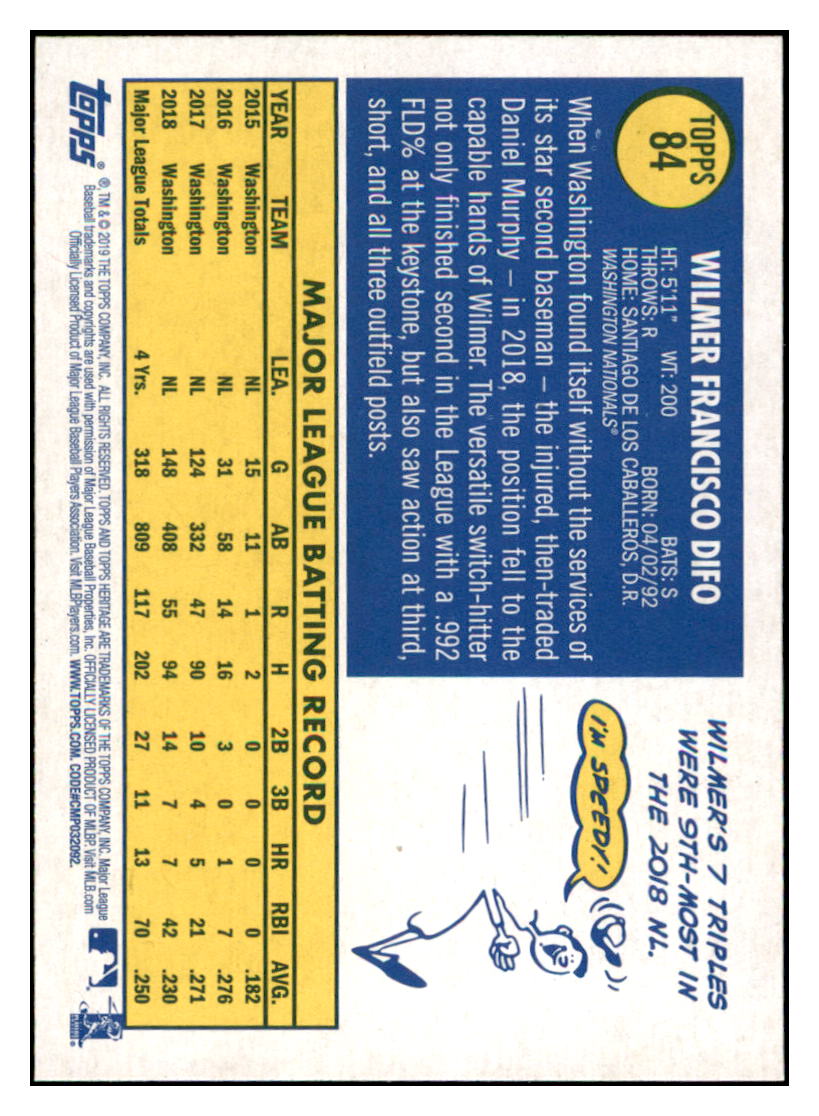 TOPPS
84
WILMER FRANCISCO DIFO
HT: 5'11" WT: 200 BATS: S
THROWS: R BORN: 04/02/92
HOME: SANTIAGO DE LOS CABALLEROS, D.R.
WASHINGTON NATIONALS®
When Washington found itself without the services of
its star second baseman – the injured, then-traded
Daniel Murphy – in 2018, the position fell to the
capable hands of Wilmer. The versatile switch-hitter
not only finished second in the League with a .992
FLD% at the keystone, but also saw action at third,
short, and all three outfield posts.
WILMER'S 7 TRIPLES
WERE 9TH-MOST IN
THE 2018 NL.
I'M SPEEDY!
MAJOR LEAGUE BATTING RECORD
YEAR TEAM LEA. G AB R H 2B 3B HR RBI AVG.
2015 Washington NL 15 11 1 2 0 0 0 0 .182
2016 Washington NL 31 58 14 16 3 0 1 7 .276
2017 Washington NL 124 332 47 90 10 4 5 21 .271
2018 Washington NL 148 408 55 94 14 7 7 42 .230
Major League Totals 4 Yrs. 318 809 117 202 27 11 13 70 .250
topps®
®, TM & © 2019 THE TOPPS COMPANY, INC. ALL RIGHTS RESERVED. TOPPS AND TOPPS HERITAGE ARE TRADEMARKS OF THE TOPPS COMPANY, INC. Major League
Baseball trademarks and copyrights are used with permission of Major League Baseball Properties, Inc. OFFICIALLY LICENSED PRODUCT OF MLBP. Visit MLB.com
Officially Licensed Product of Major League Baseball Players Association. Visit MLBPlayers.com. WWW.TOPPS.COM. CODE#CMP032092.